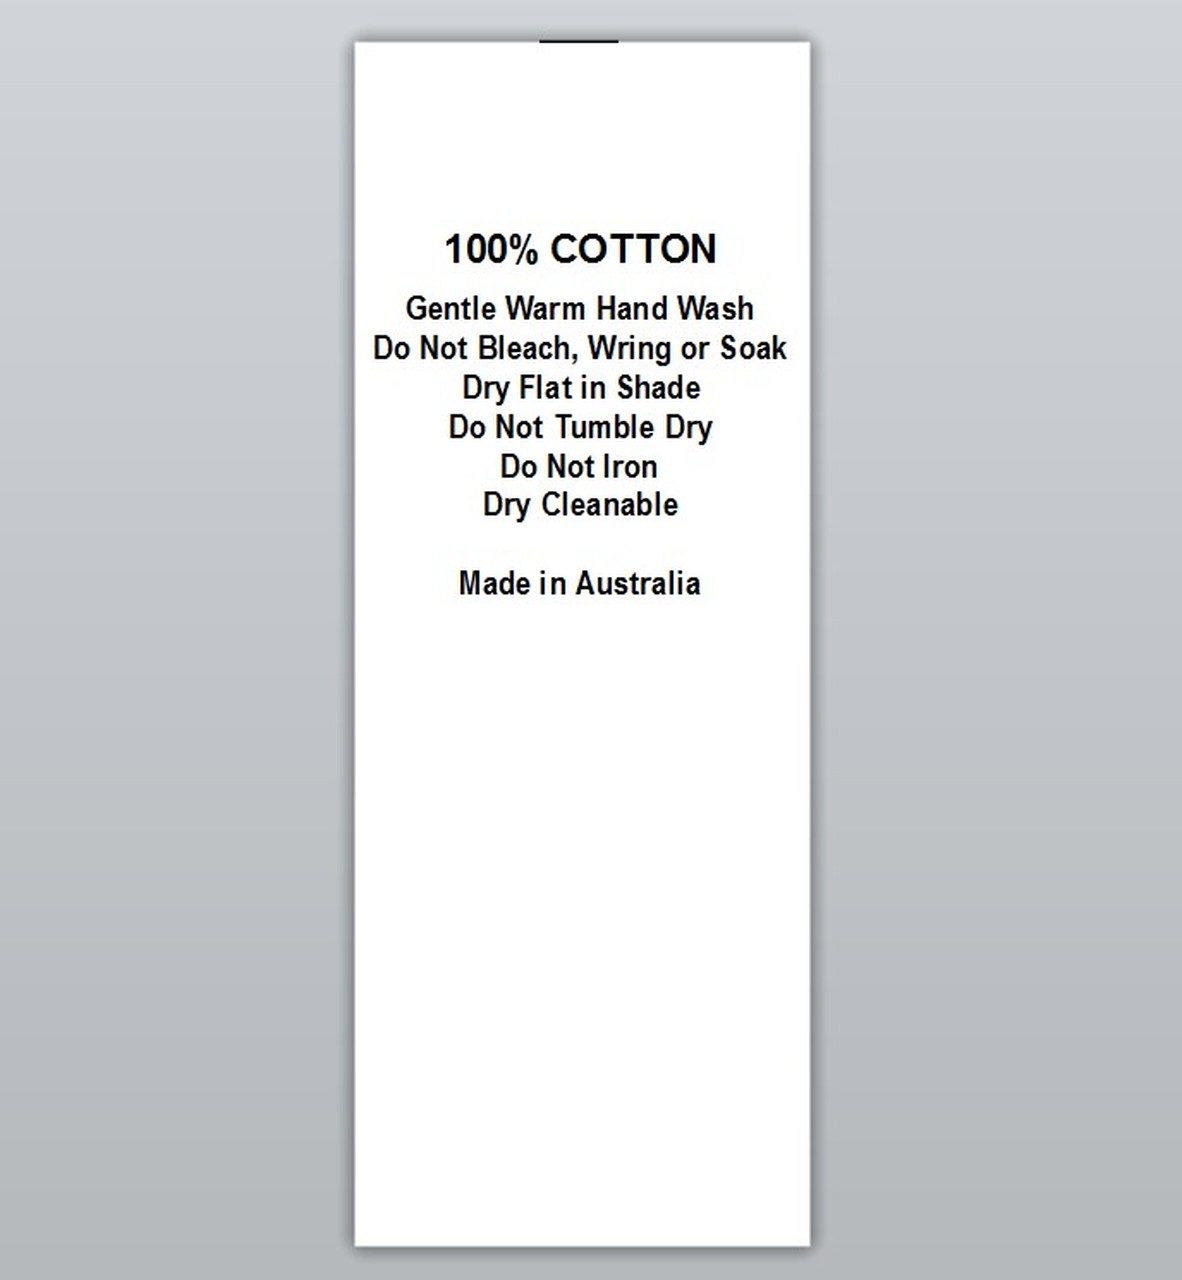 100% COTTON
Gentle Warm Hand Wash
Do Not Bleach, Wring or Soak
Dry Flat in Shade
Do Not Tumble Dry
Do Not Iron
Dry Cleanable
Made in Australia